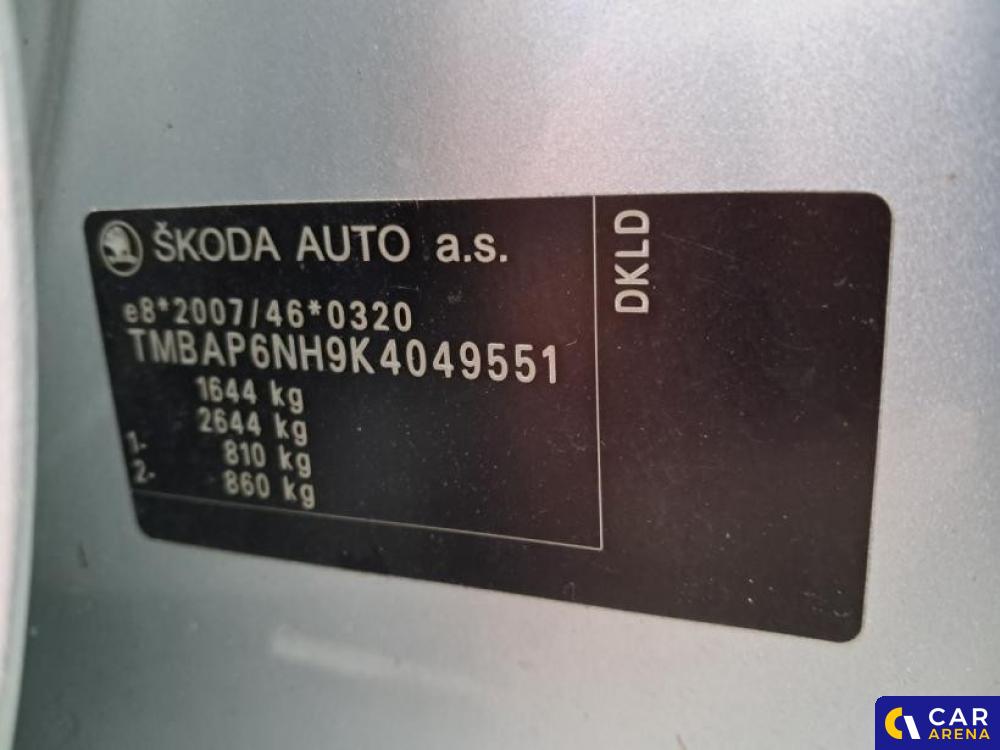 ŠKODA AUTO a.s.
e8*2007/46*0320
TMBAP6NH9K4049551
1644 kg
2644 kg
1- 810 kg
2- 860 kg
DKLD
CAR
ARENA